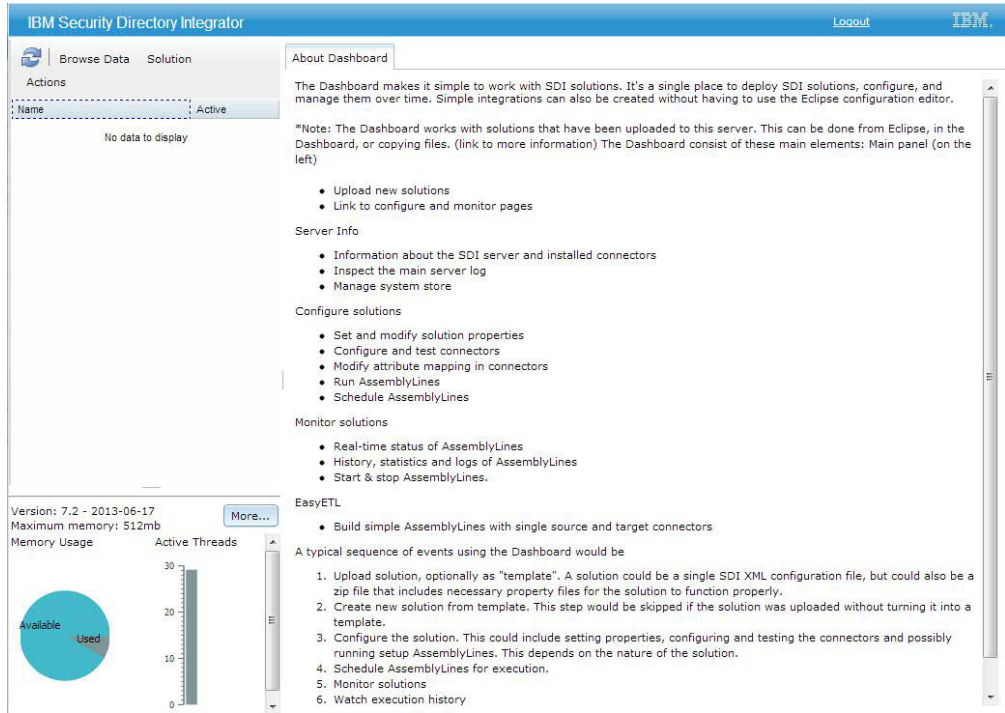 IBM Security Directory Integrator
Logout
IBM.
Browse Data Solution
Actions
Name Active
No data to display
Version: 7.2 - 2013-06-17
Maximum memory: 512mb
More...
Memory Usage Active Threads
Available
Used
30
20
10
0
About Dashboard
The Dashboard makes it simple to work with SDI solutions. It's a single place to deploy SDI solutions, configure, and
manage them over time. Simple integrations can also be created without having to use the Eclipse configuration editor.
*Note: The Dashboard works with solutions that have been uploaded to this server. This can be done from Eclipse, in the
Dashboard, or copying files. (link to more information) The Dashboard consist of these main elements: Main panel (on the
left)
• Upload new solutions
• Link to configure and monitor pages
Server Info
• Information about the SDI server and installed connectors
• Inspect the main server log
• Manage system store
Configure solutions
• Set and modify solution properties
• Configure and test connectors
• Modify attribute mapping in connectors
• Run AssemblyLines
• Schedule AssemblyLines
Monitor solutions
• Real-time status of AssemblyLines
• History, statistics and logs of AssemblyLines
• Start & stop AssemblyLines.
EasyETL
• Build simple AssemblyLines with single source and target connectors
A typical sequence of events using the Dashboard would be
1. Upload solution, optionally as "template". A solution could be a single SDI XML configuration file, but could also be a
zip file that includes necessary property files for the solution to function properly.
2. Create new solution from template. This step would be skipped if the solution was uploaded without turning it into a
template.
3. Configure the solution. This could include setting properties, configuring and testing the connectors and possibly
running setup AssemblyLines. This depends on the nature of the solution.
4. Schedule AssemblyLines for execution.
5. Monitor solutions
6. Watch execution history